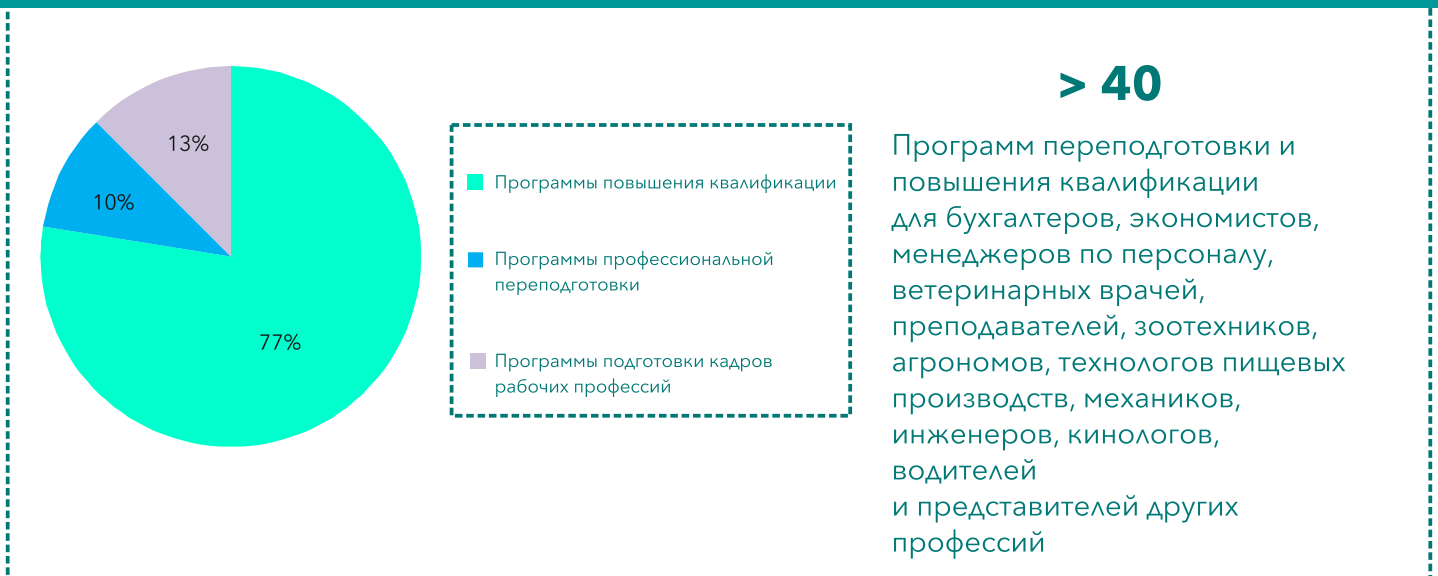 13%
10%
77%
Программы повышения квалификации
Программы профессиональной
переподготовки
Программы подготовки кадров
рабочих профессий
> 40
Программ переподготовки и
повышения квалификации
для бухгалтеров, экономистов,
менеджеров по персоналу,
ветеринарных врачей,
преподавателей, зоотехников,
агрономов, технологов пищевых
производств, механиков,
инженеров, кинологов,
водителей
и представителей других
профессий